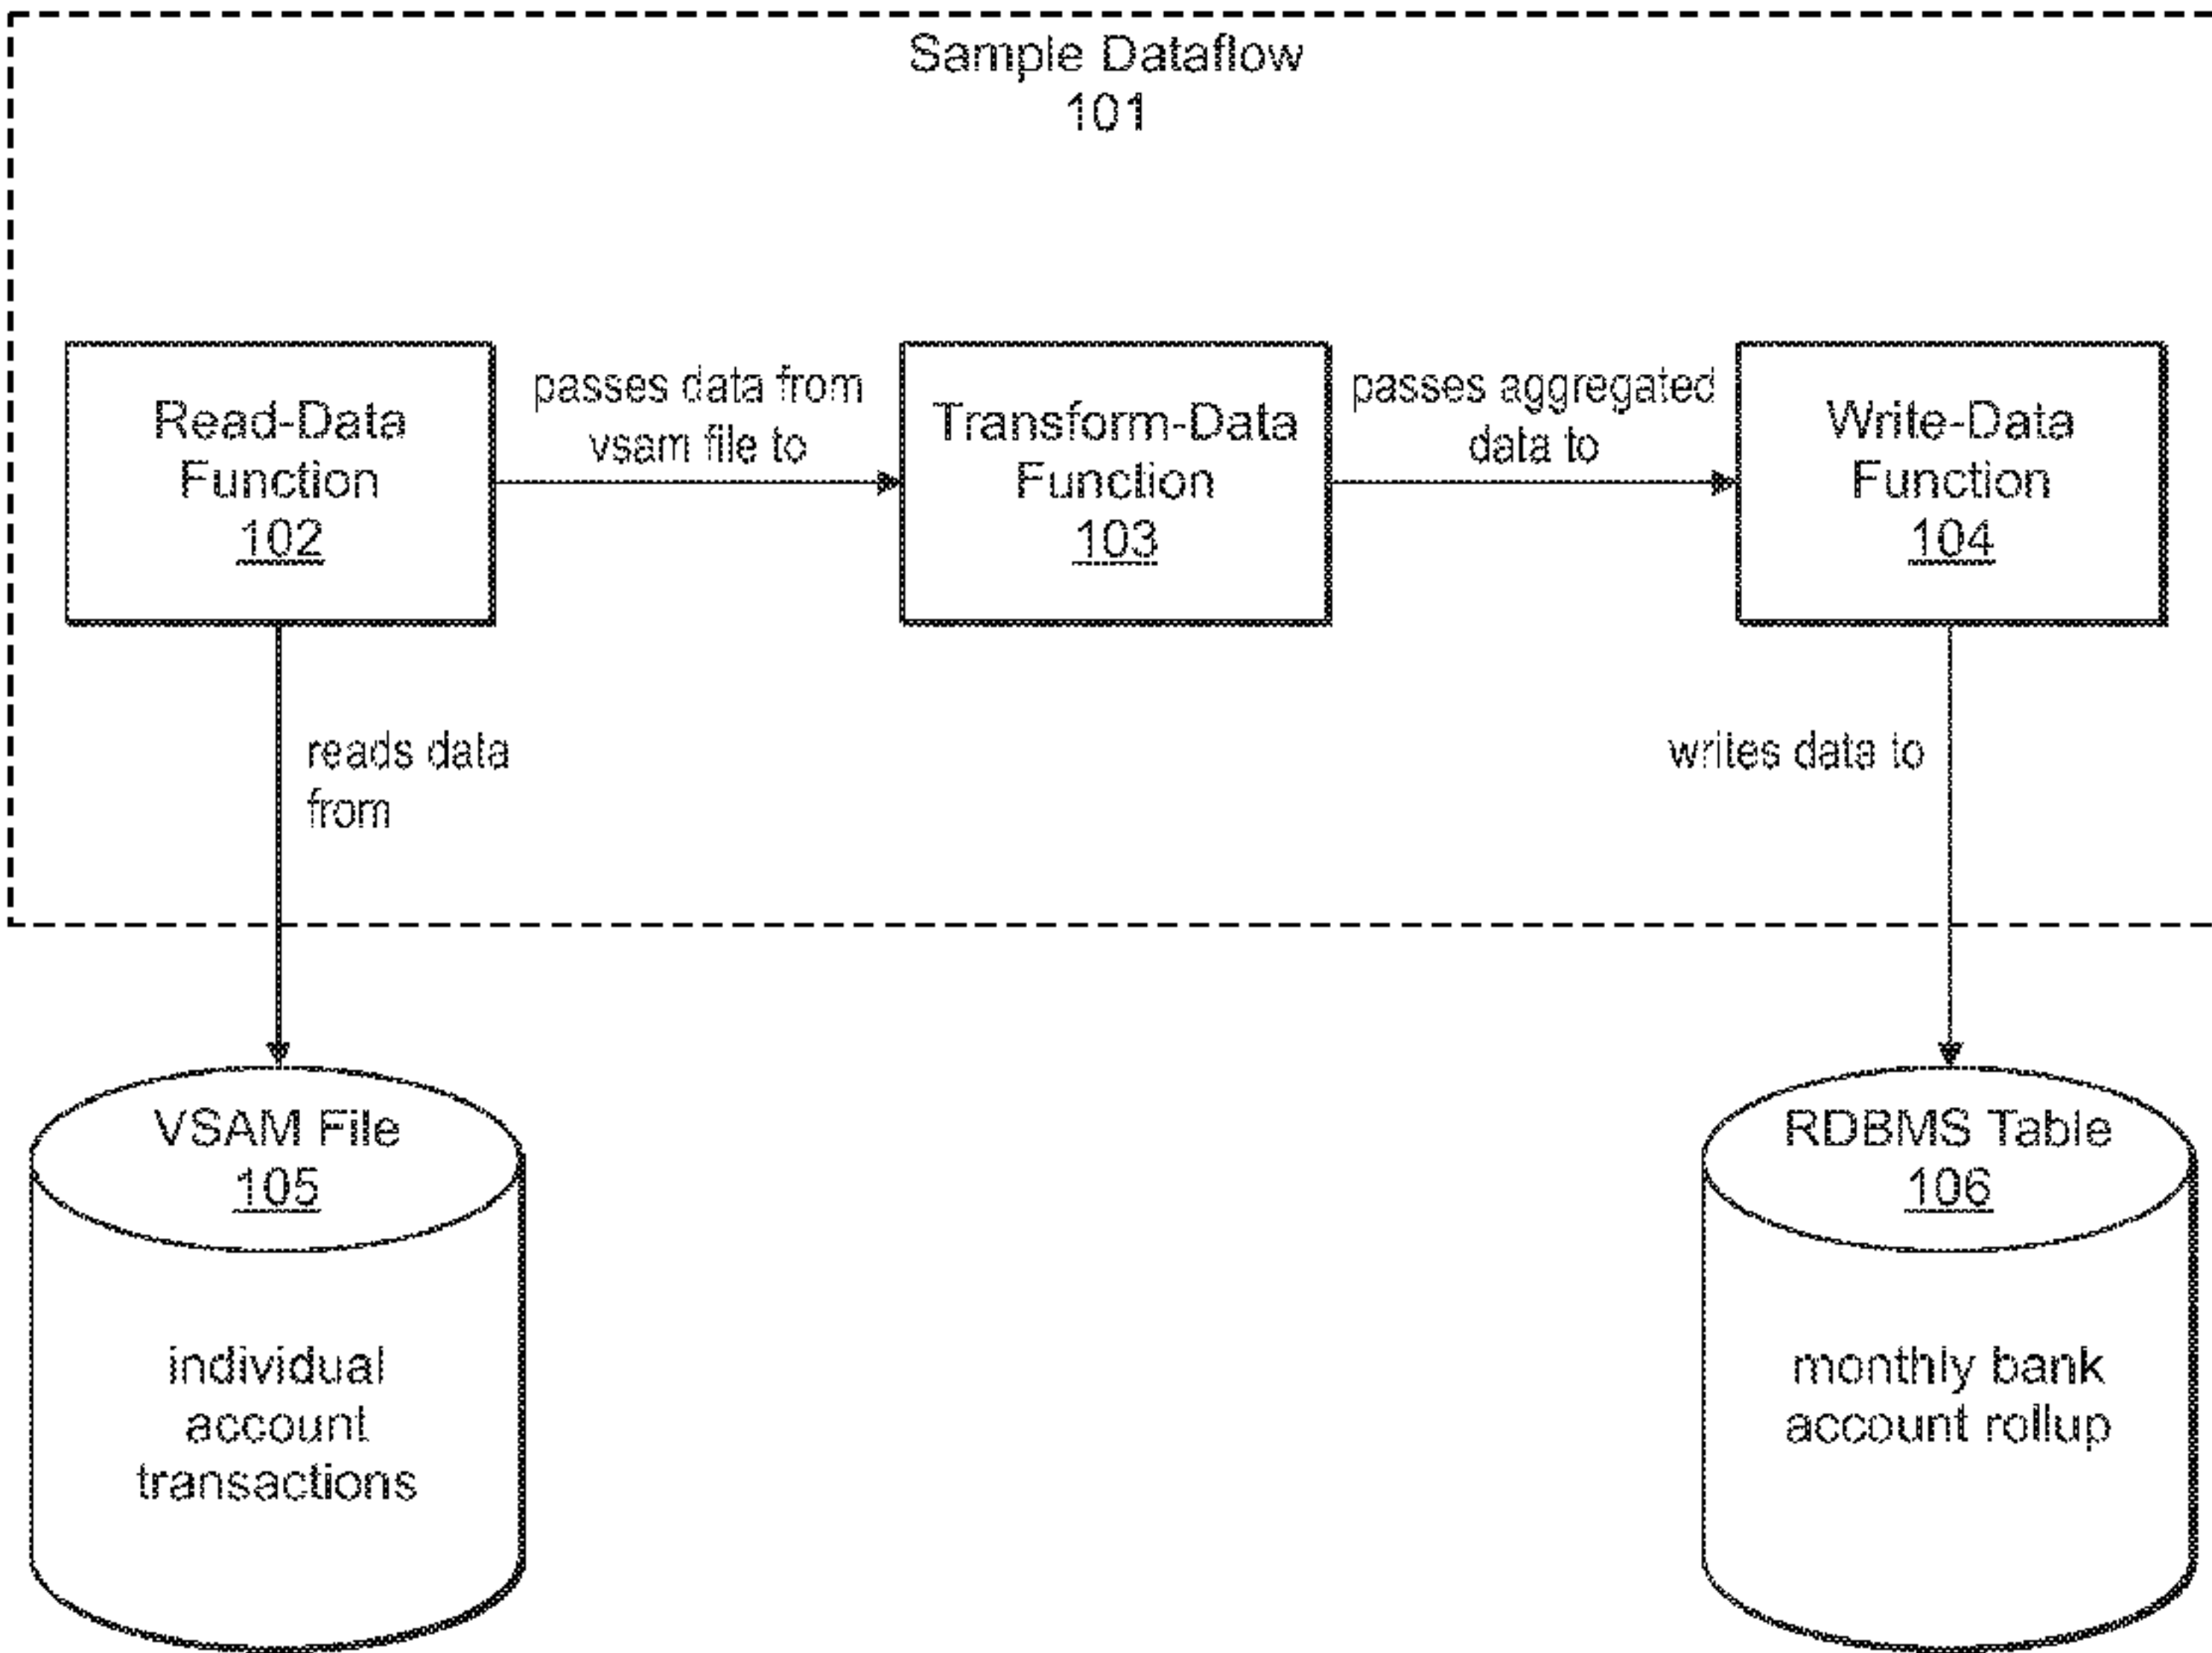 Sample Dataflow
101
Read-Data
Function
102
passes data from
vsam file to
Transform-Data
Function
103
passes aggregated
data to
Write-Data
Function
104
reads data
from
writes data to
VSAM File
105
individual
account
transactions
RDBMS Table
106
monthly bank
account rollup